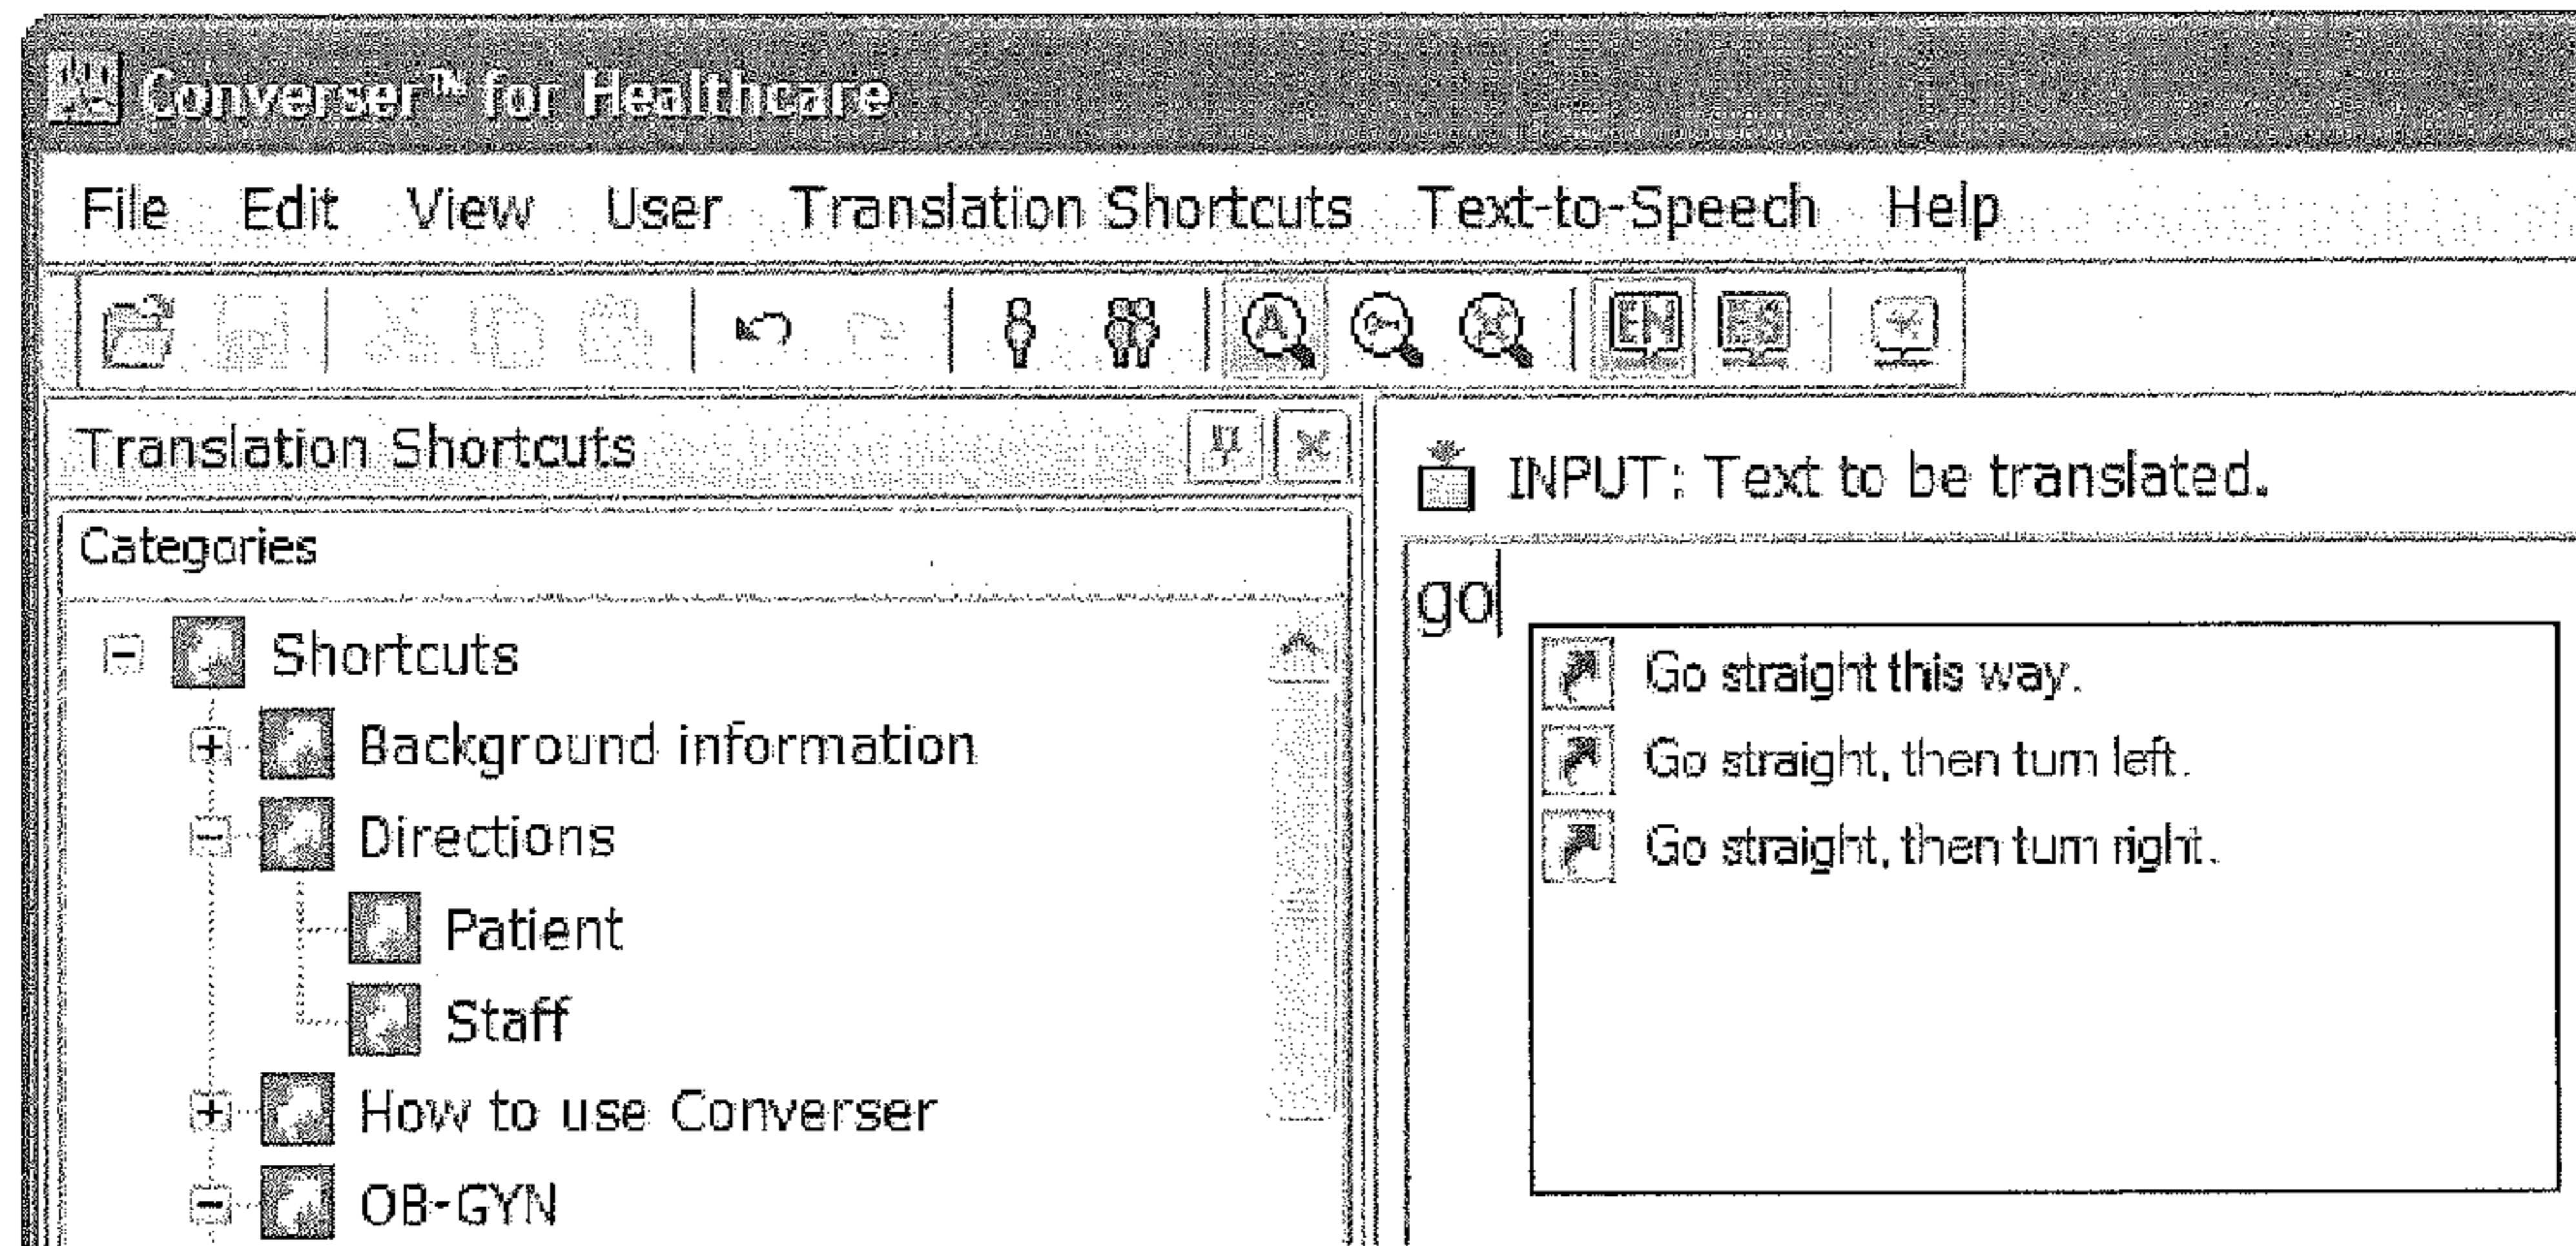 Converser™ for Healthcare
File Edit View User Translation Shortcuts Text-to-Speech Help
A EN ES
Translation Shortcuts
Categories
Shortcuts
Background information
Directions
Patient
Staff
How to use Converser
OB-GYN
INPUT: Text to be translated.
go
Go straight this way.
Go straight, then turn left.
Go straight, then turn right.